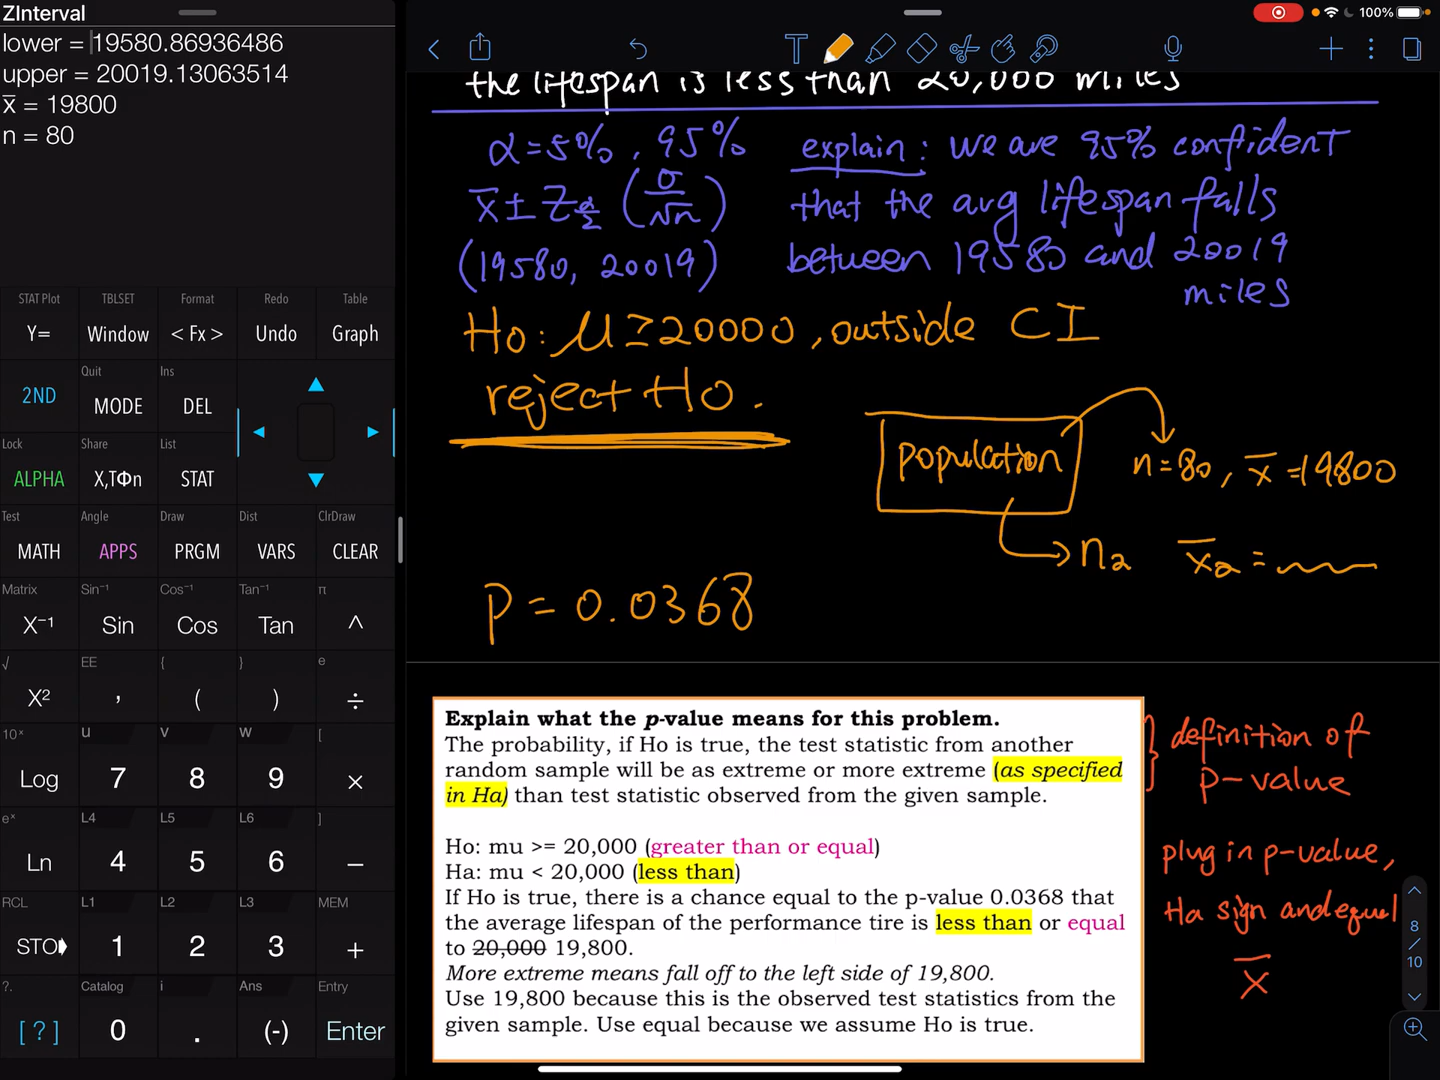 ZInterval
lower = 19580.86936486
upper = 20019.13063514
x̄ = 19800
n = 80
STAT Plot TBLSET Format Redo Table
Y= Window < Fx > Undo Graph
Quit Ins
2ND MODE DEL
Lock Share List
ALPHA X,TΦn STAT
Test Angle Draw Dist ClrDraw
MATH APPS PRGM VARS CLEAR
Matrix Sin⁻¹ Cos⁻¹ Tan⁻¹ π
X⁻¹ Sin Cos Tan ^
√ EE { } e
X² , ( ) ÷
10ˣ u v w [
Log 7 8 9 ×
eˣ L4 L5 L6 ]
Ln 4 5 6 −
RCL L1 L2 L3 MEM
STO 1 2 3 +
?. Catalog i Ans Entry
[ ? ] 0 . (-) Enter
100%
the lifespan is less than 20,000 miles
α = 5% , 95%
x̄ ± Z α/2 (σ/√n)
(19580, 20019)
explain : we are 95% confident
that the avg lifespan falls
between 19580 and 20019
miles
Ho : μ ≥ 20000 , outside CI
reject Ho .
population
n = 80 , x̄ = 19800
n₂ x̄₂ =
p = 0.0368
Explain what the p-value means for this problem.
The probability, if Ho is true, the test statistic from another
random sample will be as extreme or more extreme (as specified
in Ha) than test statistic observed from the given sample.
Ho: mu >= 20,000 (greater than or equal)
Ha: mu < 20,000 (less than)
If Ho is true, there is a chance equal to the p-value 0.0368 that
the average lifespan of the performance tire is less than or equal
to 20,000 19,800.
More extreme means fall off to the left side of 19,800.
Use 19,800 because this is the observed test statistics from the
given sample. Use equal because we assume Ho is true.
} definition of
p-value
plug in p-value,
Ha sign and equal
x̄
8
/
10